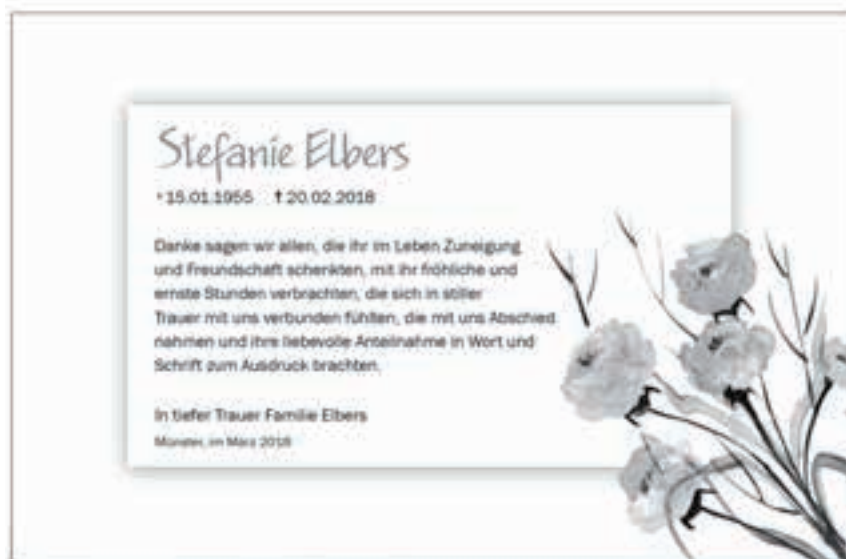 Stefanie Elbers
* 15.01.1955 † 20.02.2018
Danke sagen wir allen, die ihr im Leben Zuneigung
und Freundschaft schenkten, mit ihr fröhliche und
ernste Stunden verbrachten, die sich in stiller
Trauer mit uns verbunden fühlten, die mit uns Abschied
nahmen und ihre liebevolle Anteilnahme in Wort und
Schrift zum Ausdruck brachten.
In tiefer Trauer Familie Elbers
Münster, im März 2018